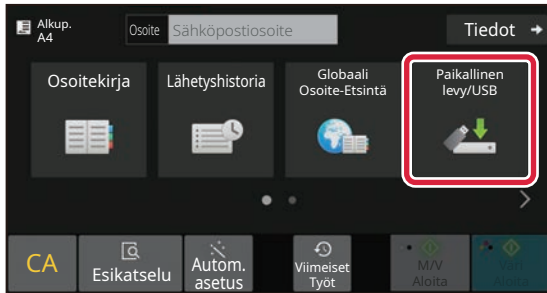 Alkup.
A4
Osoite
Sähköpostiosoite
Tiedot
Osoitekirja
Lähetyshistoria
Globaali
Osoite-Etsintä
Paikallinen
levy/USB
CA
Esikatselu
Autom.
asetus
Viimeiset
Työt
M/V
Aloita
Väri
Aloita